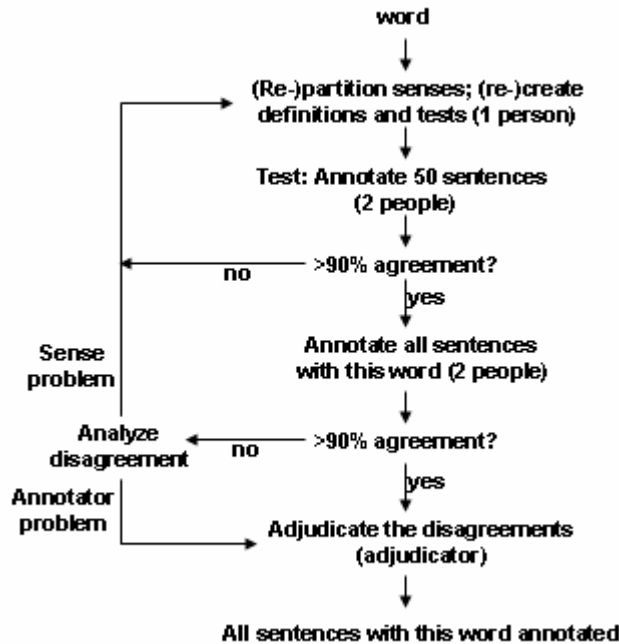 word
(Re-)partition senses; (re-)create
definitions and tests (1 person)
Test: Annotate 50 sentences
(2 people)
>90% agreement?
no
yes
Annotate all sentences
with this word (2 people)
Sense
problem
>90% agreement?
no
Analyze
disagreement
yes
Annotator
problem
Adjudicate the disagreements
(adjudicator)
All sentences with this word annotated